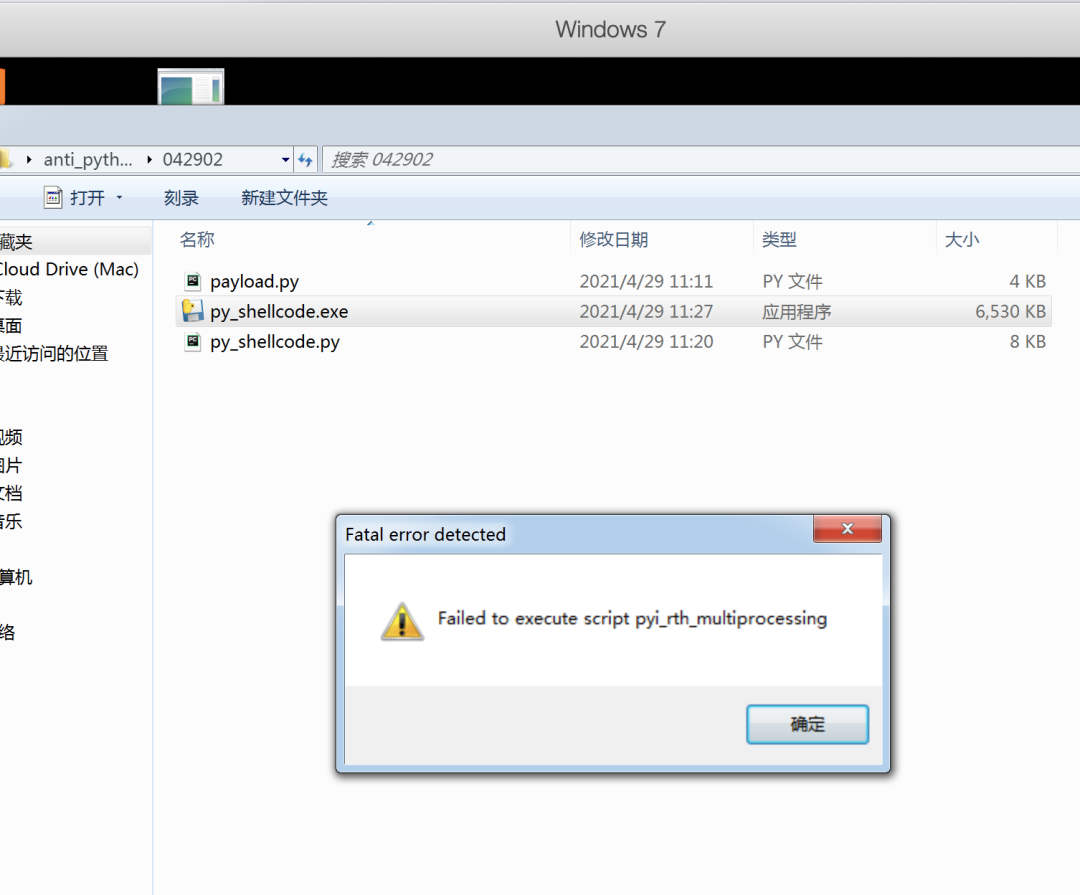 Windows 7
anti_pyth... 042902 搜索 042902
打开 刻录 新建文件夹
藏夹
名称 修改日期 类型 大小
Cloud Drive (Mac)
下载
payload.py 2021/4/29 11:11 PY 文件 4 KB
py_shellcode.exe 2021/4/29 11:27 应用程序 6,530 KB
桌面
py_shellcode.py 2021/4/29 11:20 PY 文件 8 KB
最近访问的位置
视频
图片
文档
音乐
算机
络
Fatal error detected
Failed to execute script pyi_rth_multiprocessing
确定